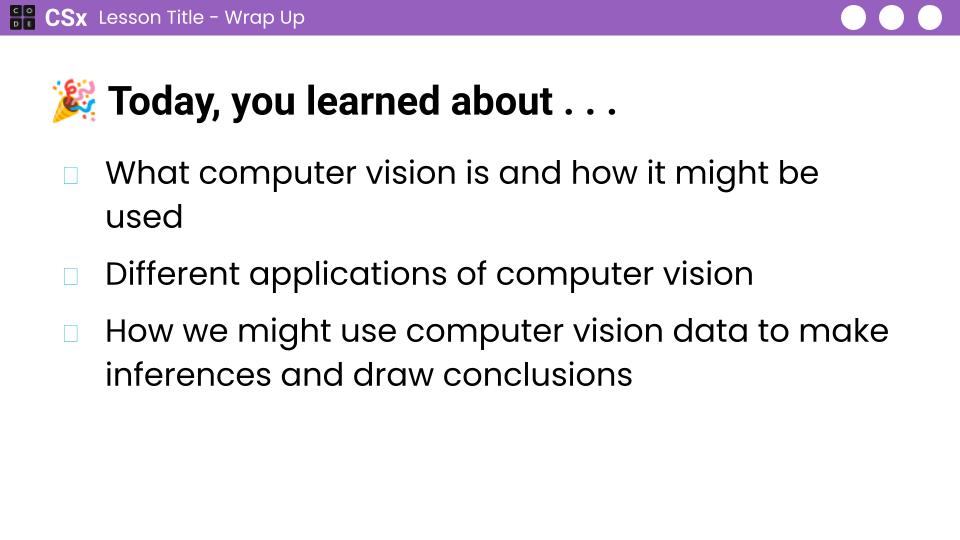 CODE CSx Lesson Title - Wrap Up
🎉 Today, you learned about . . .
What computer vision is and how it might be
used
Different applications of computer vision
How we might use computer vision data to make
inferences and draw conclusions